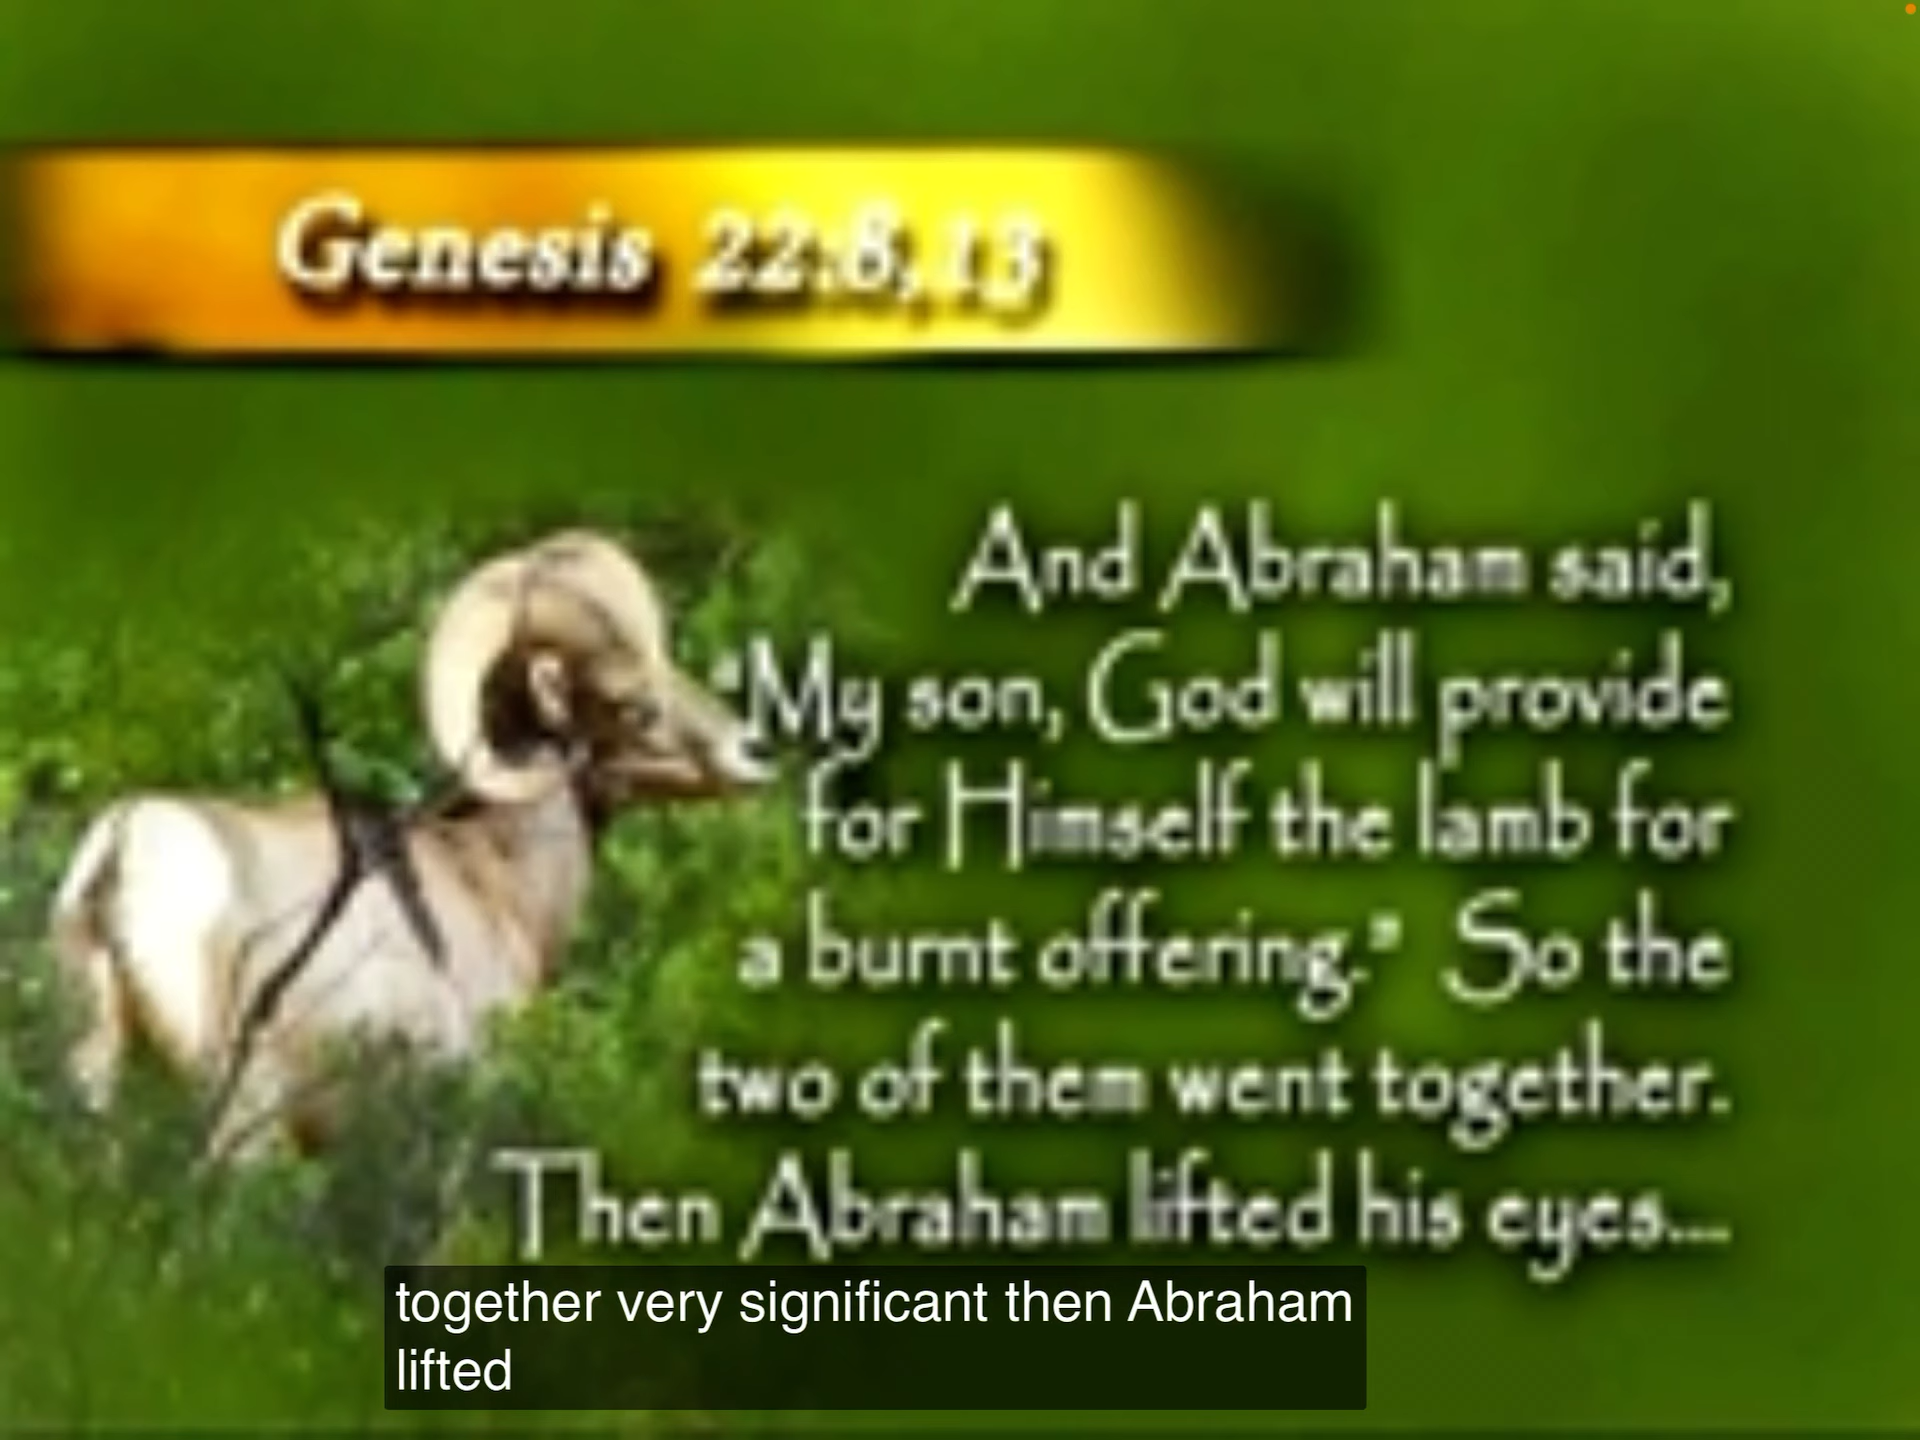 Genesis 22:8,13
And Abraham said,
"My son, God will provide
for Himself the lamb for
a burnt offering." So the
two of them went together.
Then Abraham lifted his eyes...
together very significant then Abraham
lifted